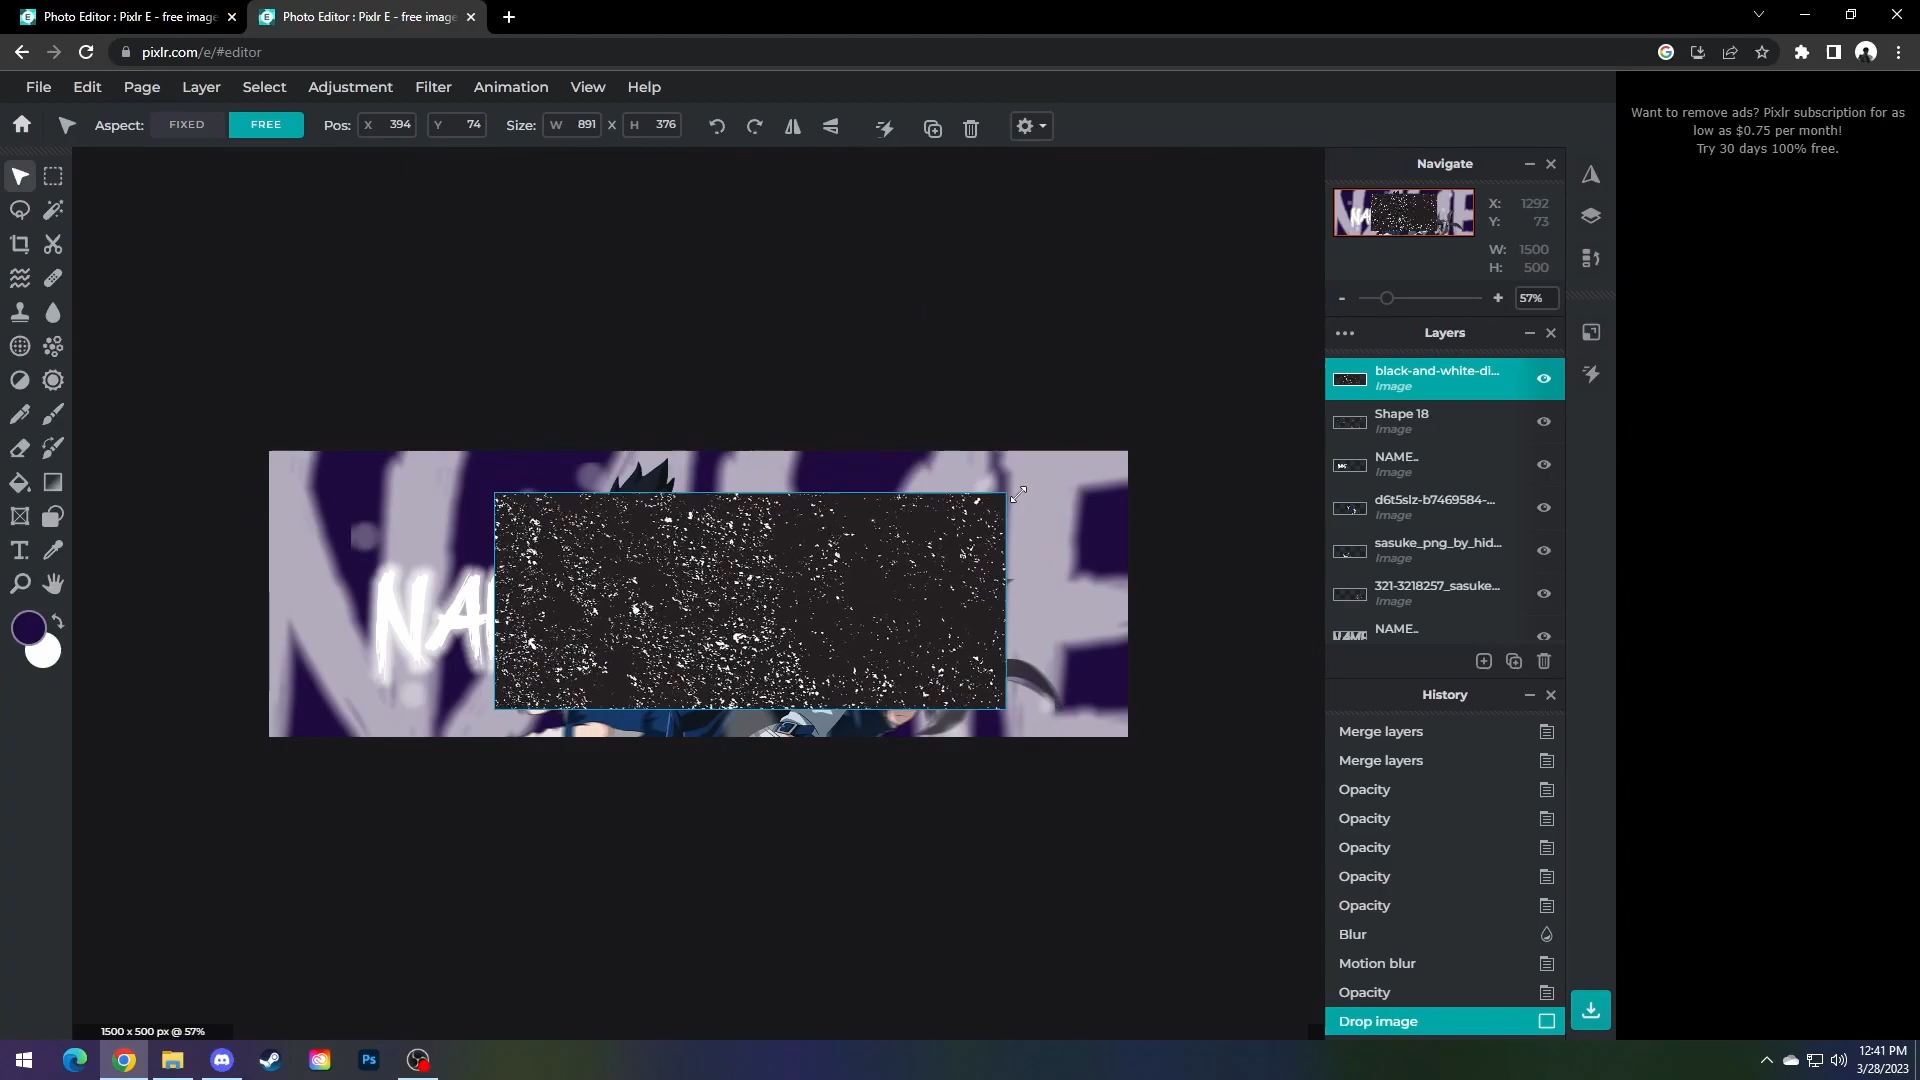 Photo Editor : Pixlr E - free image
Photo Editor : Pixlr E - free image
pixlr.com/e/#editor
File Edit Page Layer Select Adjustment Filter Animation View Help
Aspect: FIXED FREE Pos: X 394 Y 74 Size: W 891 X H 376
Want to remove ads? Pixlr subscription for as
low as $0.75 per month!
Try 30 days 100% free.
Navigate
X: 1292
Y: 73
W: 1500
H: 500
- + 57%
Layers
black-and-white-di...
Image
Shape 18
Image
NAME..
Image
d6t5slz-b7469584-...
Image
sasuke_png_by_hid...
Image
321-3218257_sasuke...
Image
NAME..
NA
History
Merge layers
Merge layers
Opacity
Opacity
Opacity
Opacity
Opacity
Blur
Motion blur
Opacity
Drop image
1500 x 500 px @ 57%
Ps
12:41 PM
3/28/2023